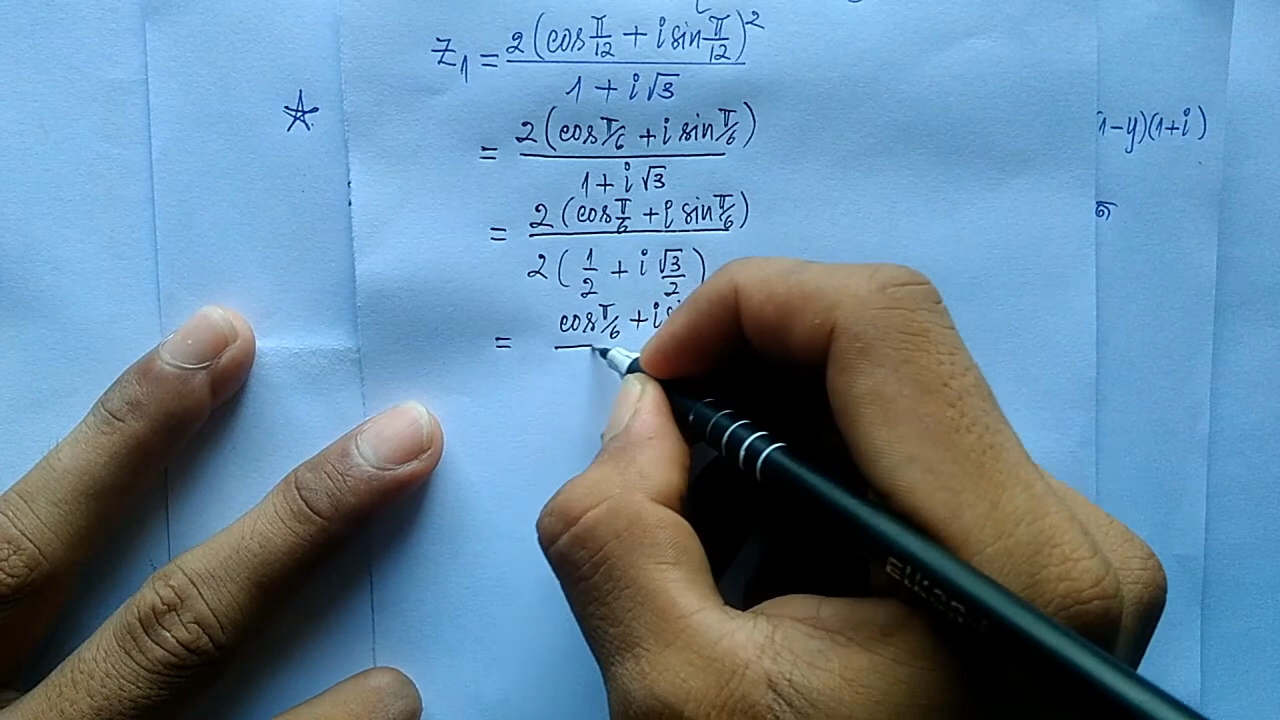 z₁ = 2(cos π/12 + i sin π/12)² / 1 + i√3
= 2(cos π/6 + i sin π/6) / 1 + i√3
= 2(cos π/6 + i sin π/6) / 2(1/2 + i √3/2)
= cos π/6 + i
1-y)(1+i)
ELKOR